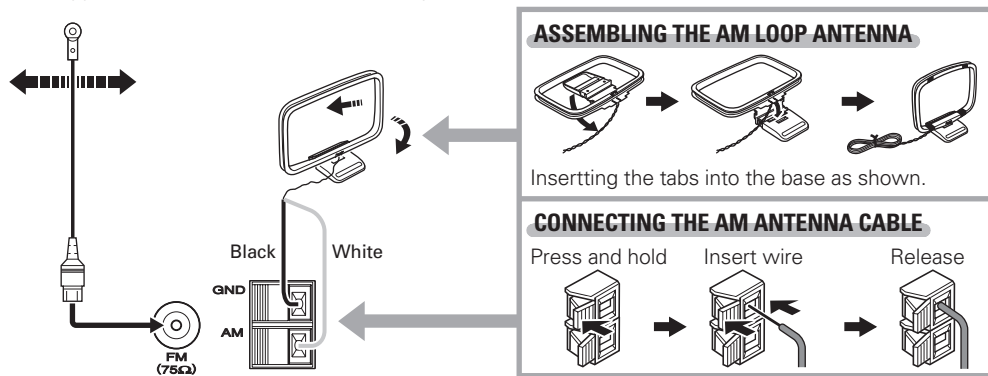 ASSEMBLING THE AM LOOP ANTENNA
Insertting the tabs into the base as shown.
CONNECTING THE AM ANTENNA CABLE
Press and hold Insert wire Release
Black White
GND
AM
FM
(75Ω)